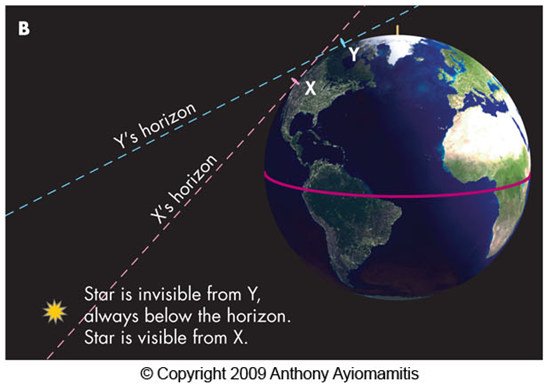 B
Y
X
Y's horizon
X's horizon
Star is invisible from Y,
always below the horizon.
Star is visible from X.
© Copyright 2009 Anthony Ayiomamitis